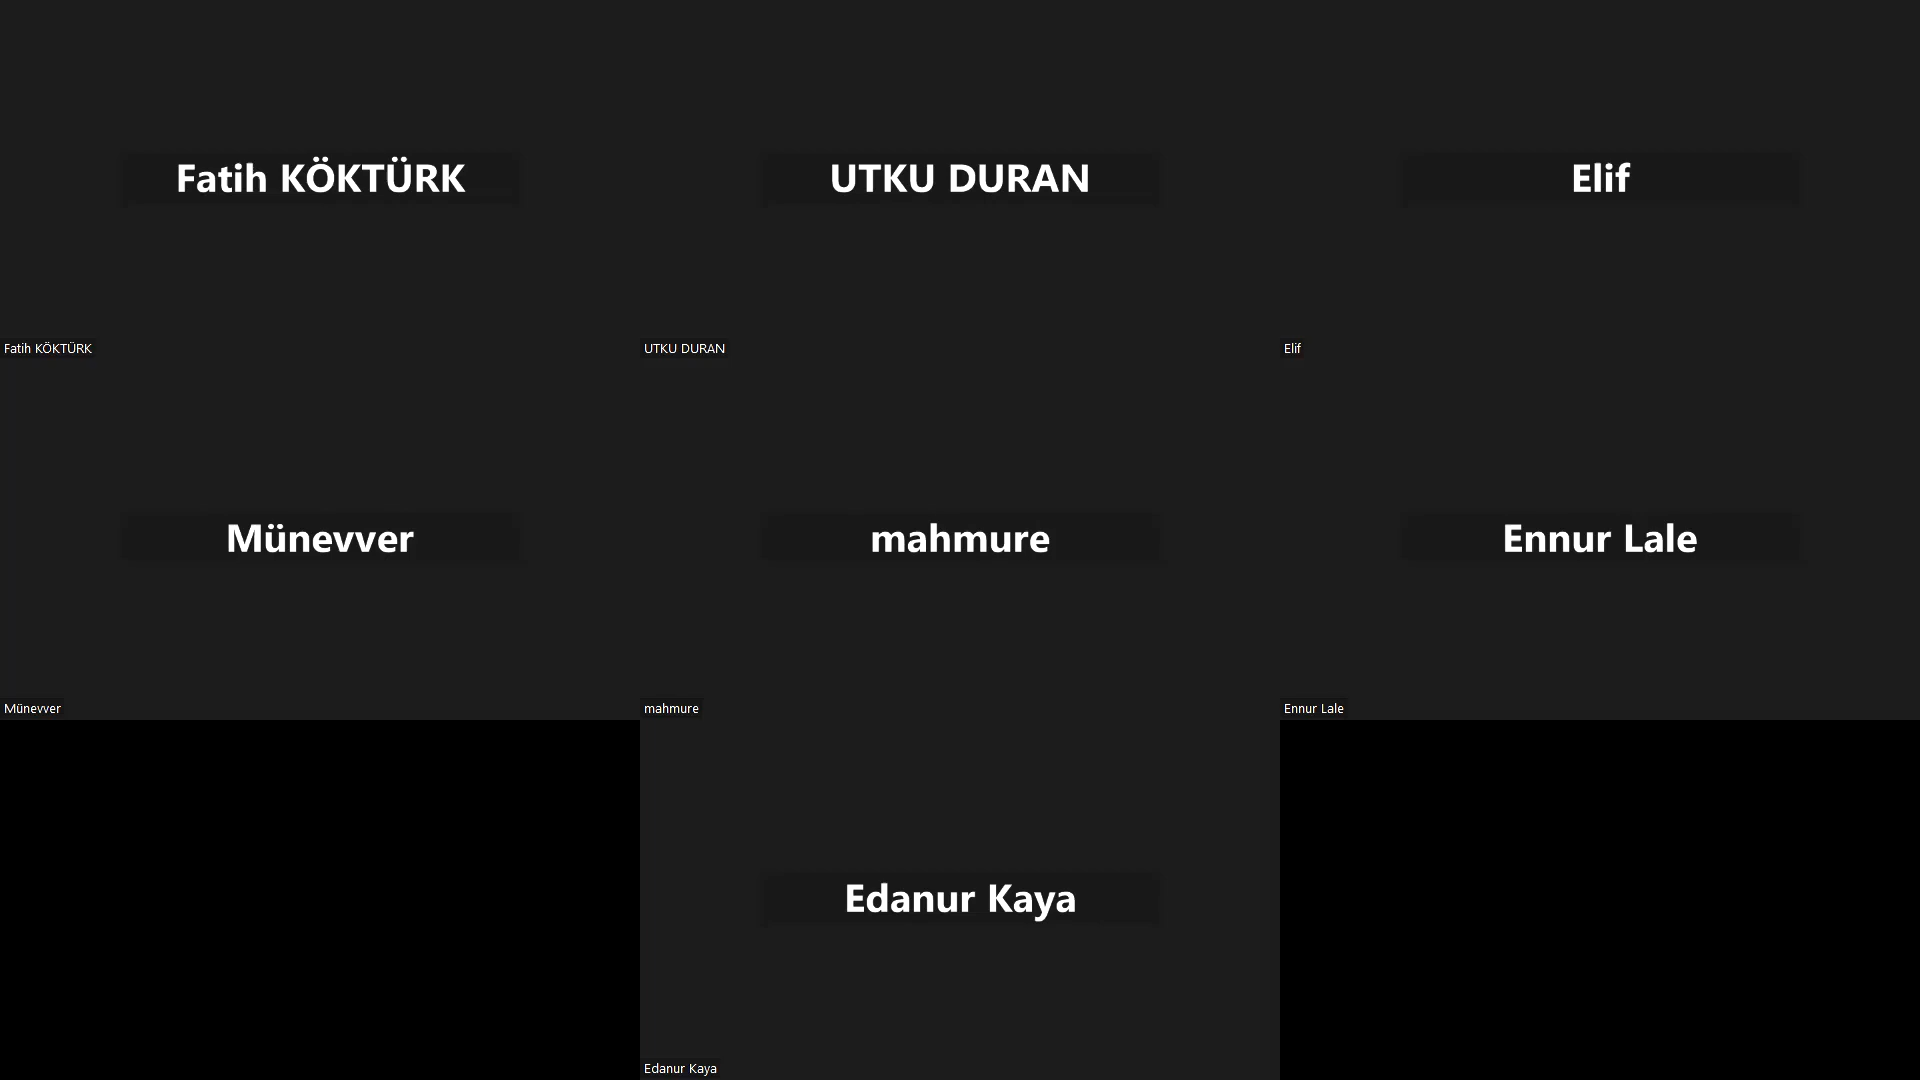 Fatih KÖKTÜRK
UTKU DURAN
Elif
Fatih KÖKTÜRK
UTKU DURAN
Elif
Münevver
mahmure
Ennur Lale
Münevver
mahmure
Ennur Lale
Edanur Kaya
Edanur Kaya